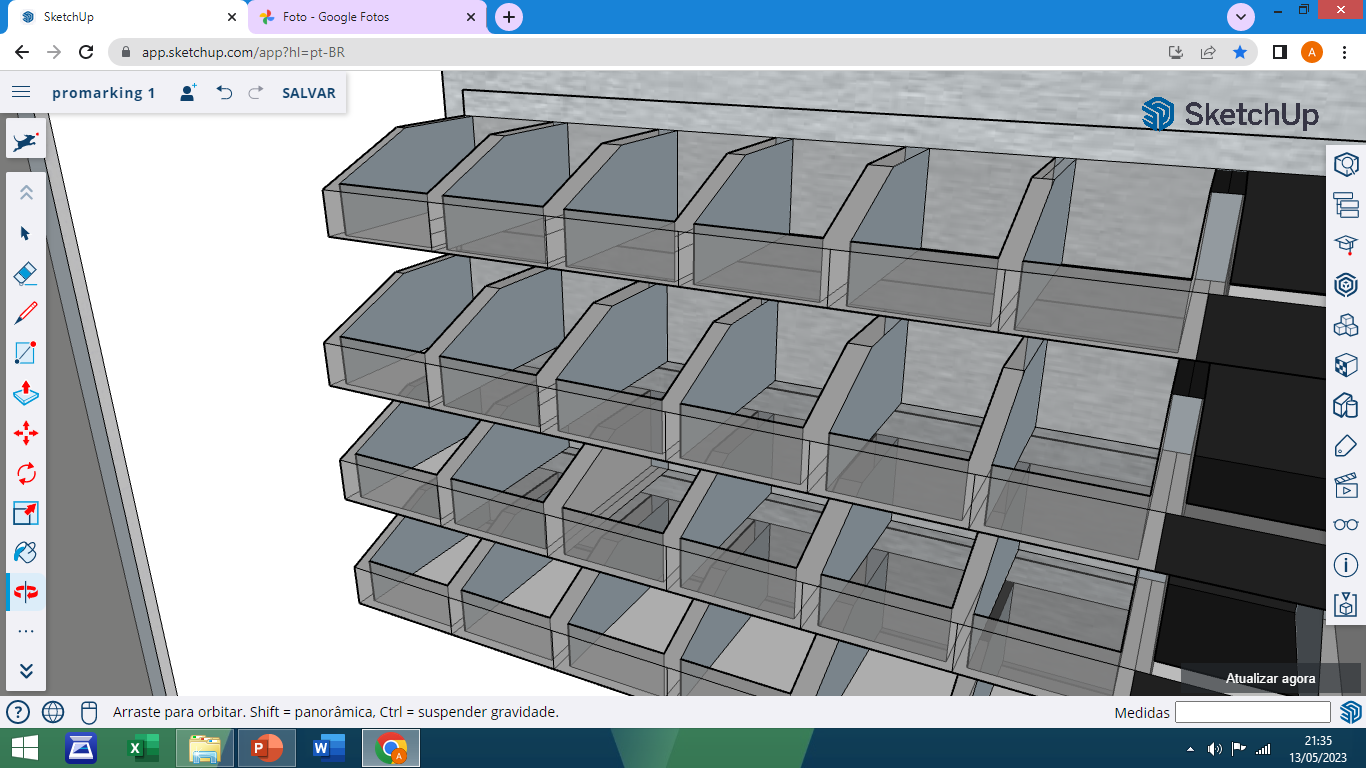 SketchUp
Foto - Google Fotos
app.sketchup.com/app?hl=pt-BR
A
promarking 1
SALVAR
SketchUp
Atualizar agora
Arraste para orbitar. Shift = panorâmica, Ctrl = suspender gravidade.
Medidas
21:35
13/05/2023